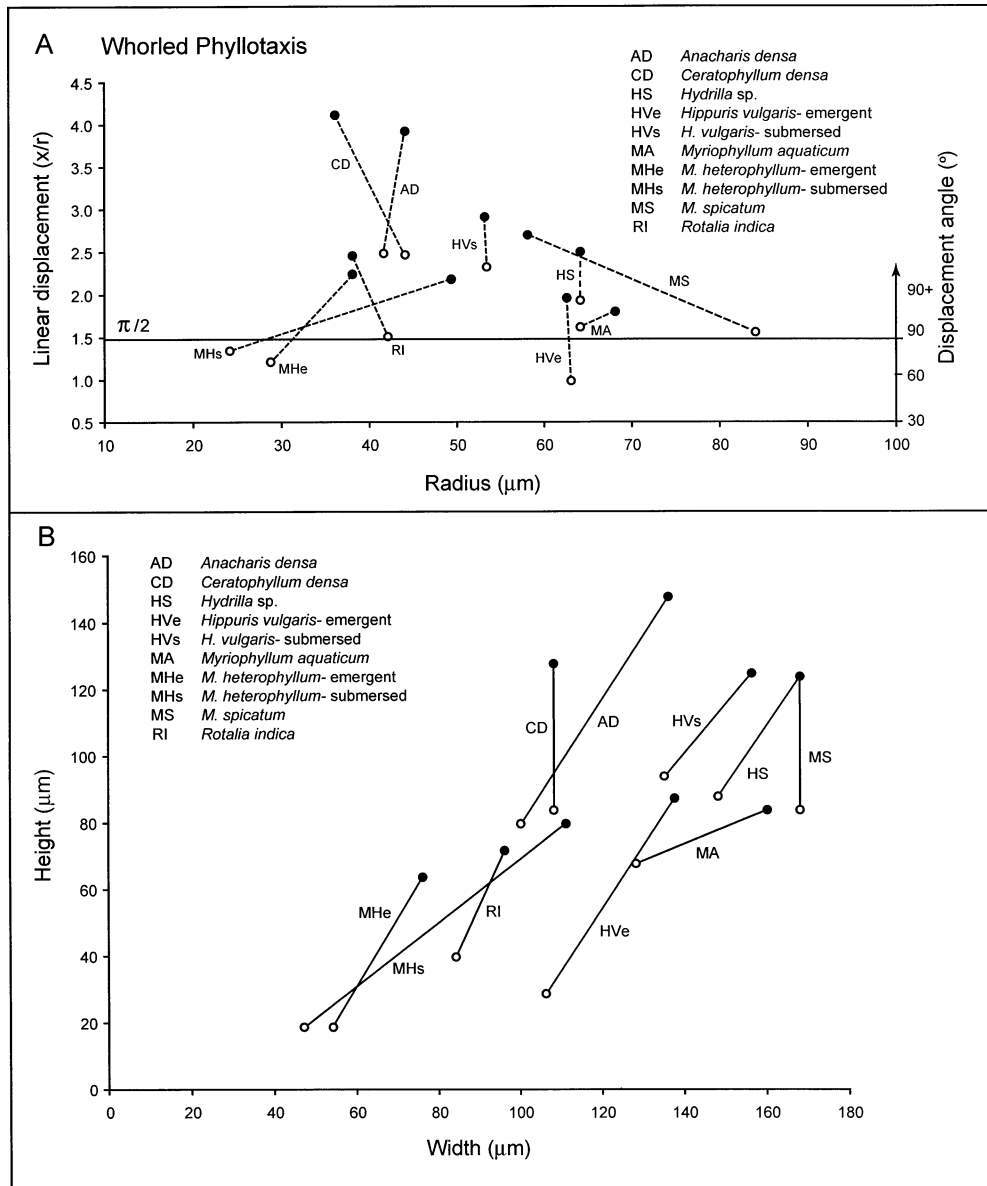 A
Whorled Phyllotaxis
AD Anacharis densa
CD Ceratophyllum densa
HS Hydrilla sp.
HVe Hippuris vulgaris- emergent
HVs H. vulgaris- submersed
MA Myriophyllum aquaticum
MHe M. heterophyllum- emergent
MHs M. heterophyllum- submersed
MS M. spicatum
RI Rotalia indica
Linear displacement (x/r)
4.5
4.0
3.5
3.0
2.5
2.0
1.5
1.0
0.5
π/2
CD
AD
HVs
HS
MS
MA
HVe
RI
MHs
MHe
90+
90
60
30
Displacement angle (º)
10 20 30 40 50 60 70 80 90 100
Radius (μm)
B
AD Anacharis densa
CD Ceratophyllum densa
HS Hydrilla sp.
HVe Hippuris vulgaris- emergent
HVs H. vulgaris- submersed
MA Myriophyllum aquaticum
MHe M. heterophyllum- emergent
MHs M. heterophyllum- submersed
MS M. spicatum
RI Rotalia indica
Height (μm)
160
140
120
100
80
60
40
20
0
CD
AD
HVs
HS
MS
MA
MHe
RI
HVe
MHs
0 20 40 60 80 100 120 140 160 180
Width (μm)